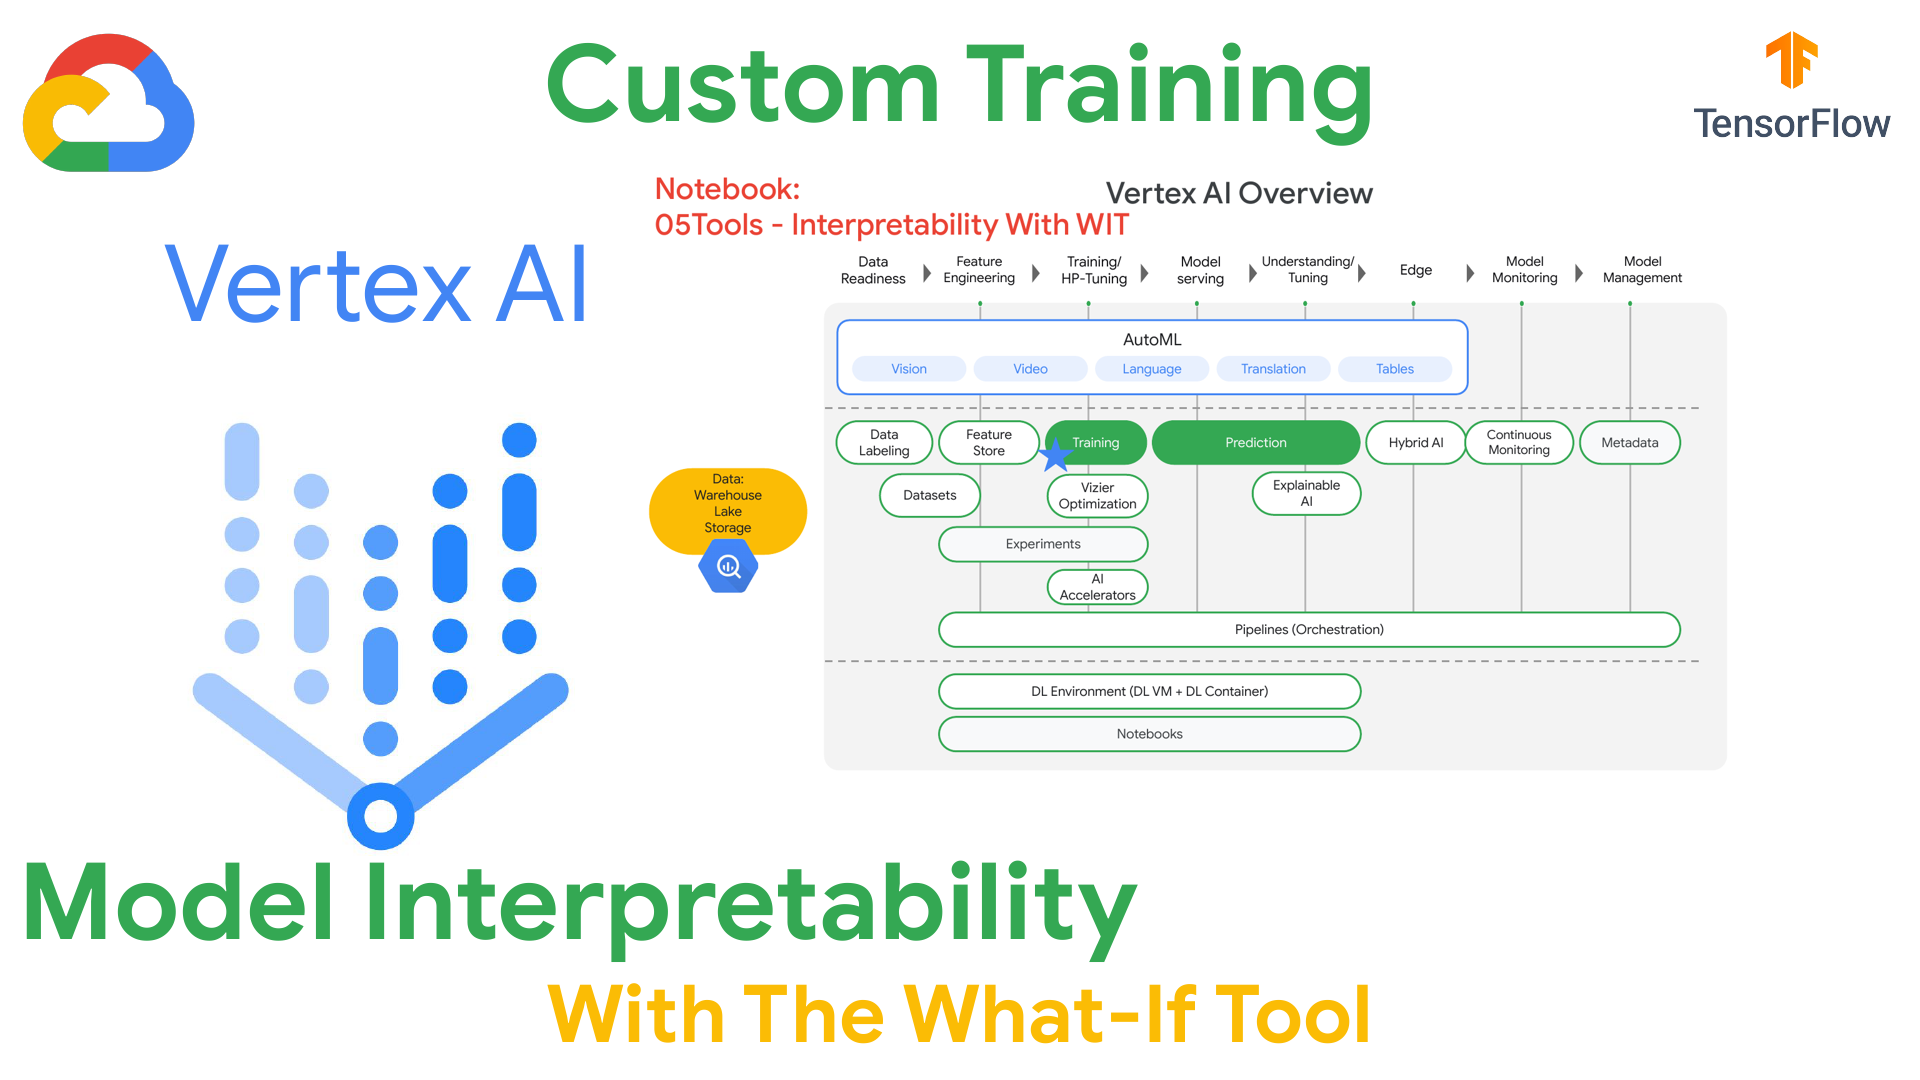 Custom Training
TensorFlow
Notebook:
05Tools - Interpretability With WIT
Vertex AI Overview
Vertex AI
Data
Readiness
Feature
Engineering
Training/
HP-Tuning
Model
serving
Understanding/
Tuning
Edge
Model
Monitoring
Model
Management
AutoML
Vision
Video
Language
Translation
Tables
Data
Labeling
Feature
Store
Training
Prediction
Hybrid AI
Continuous
Monitoring
Metadata
Data:
Warehouse
Lake
Storage
Datasets
Vizier
Optimization
Explainable
AI
Experiments
AI
Accelerators
Pipelines (Orchestration)
DL Environment (DL VM + DL Container)
Notebooks
Model Interpretability
With The What-If Tool